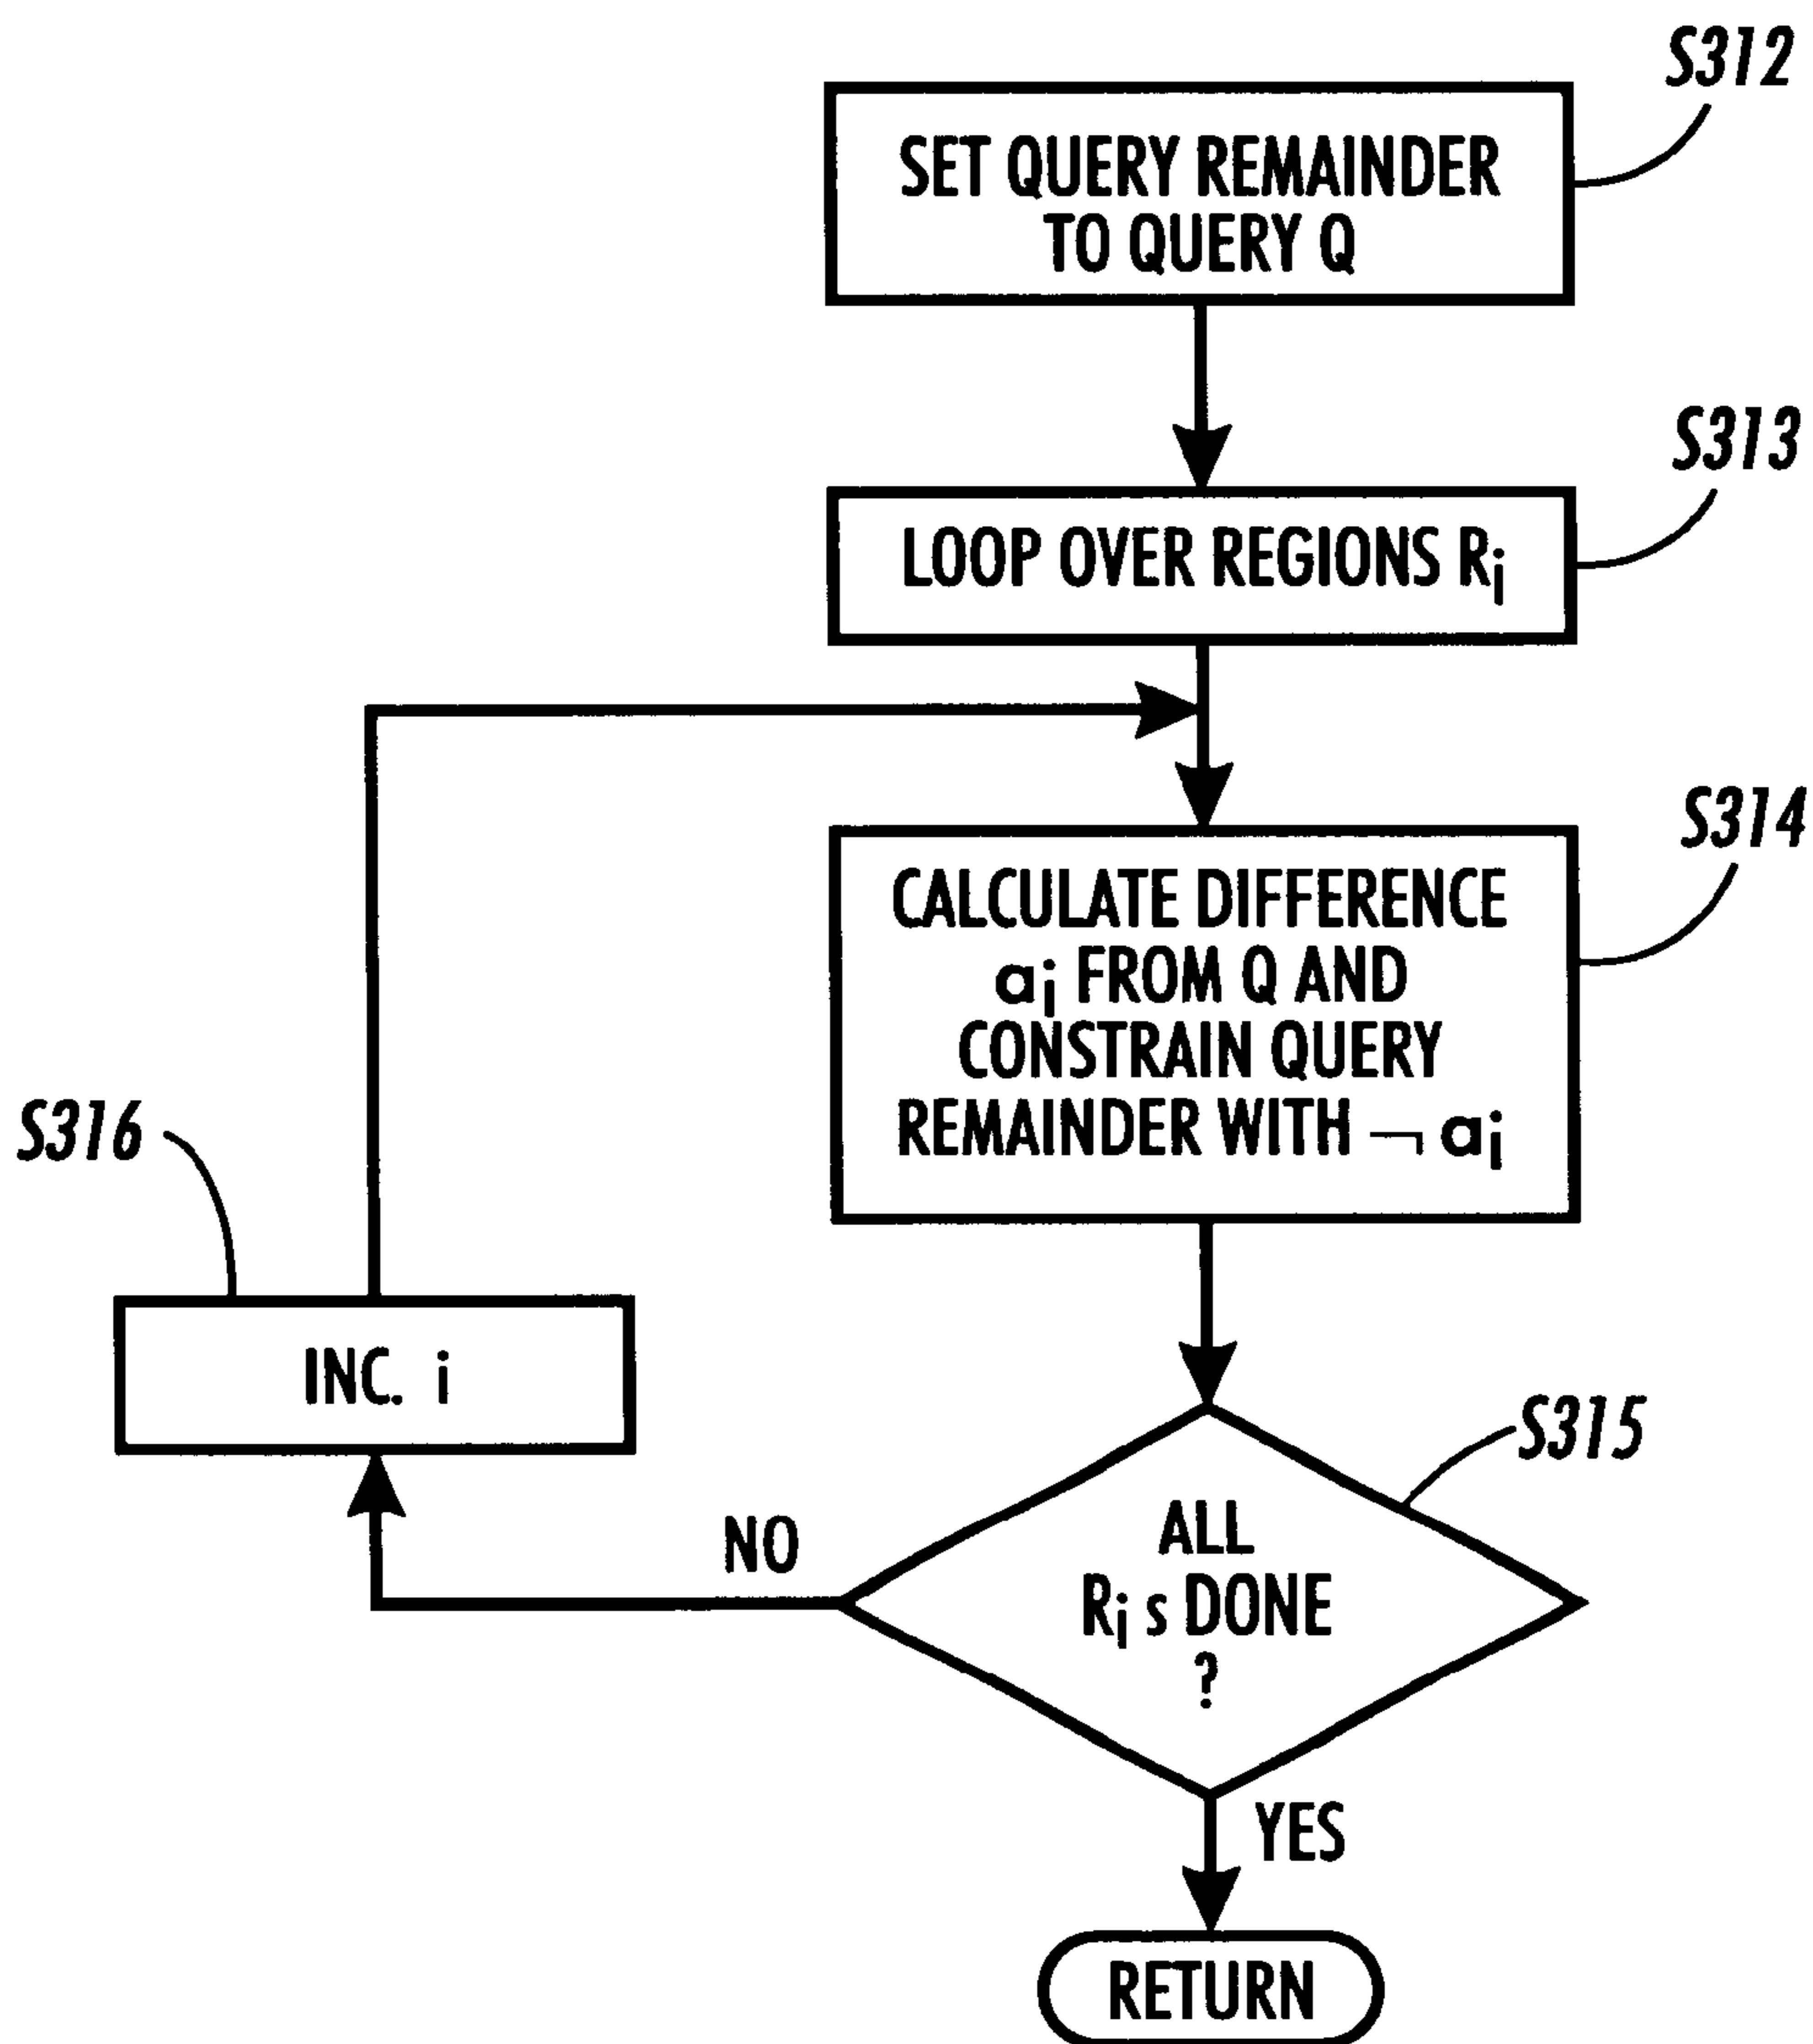 S312
SET QUERY REMAINDER
TO QUERY Q
S313
LOOP OVER REGIONS Ri
S314
CALCULATE DIFFERENCE
ai FROM Q AND
CONSTRAIN QUERY
REMAINDER WITH ¬ ai
S316
INC. i
S315
ALL
Ri s DONE
?
NO
YES
RETURN